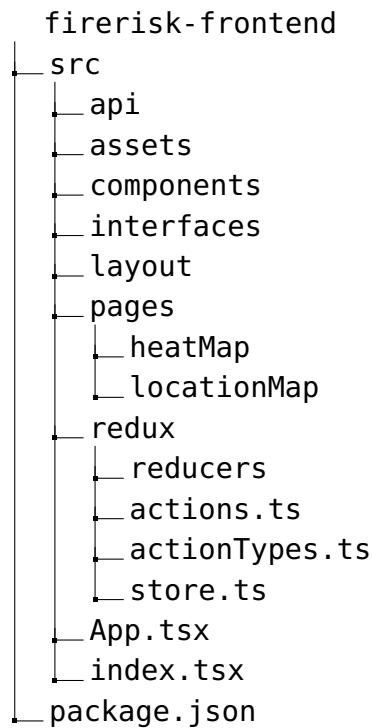 firerisk-frontend
src
api
assets
components
interfaces
layout
pages
heatMap
locationMap
redux
reducers
actions.ts
actionTypes.ts
store.ts
App.tsx
index.tsx
package.json